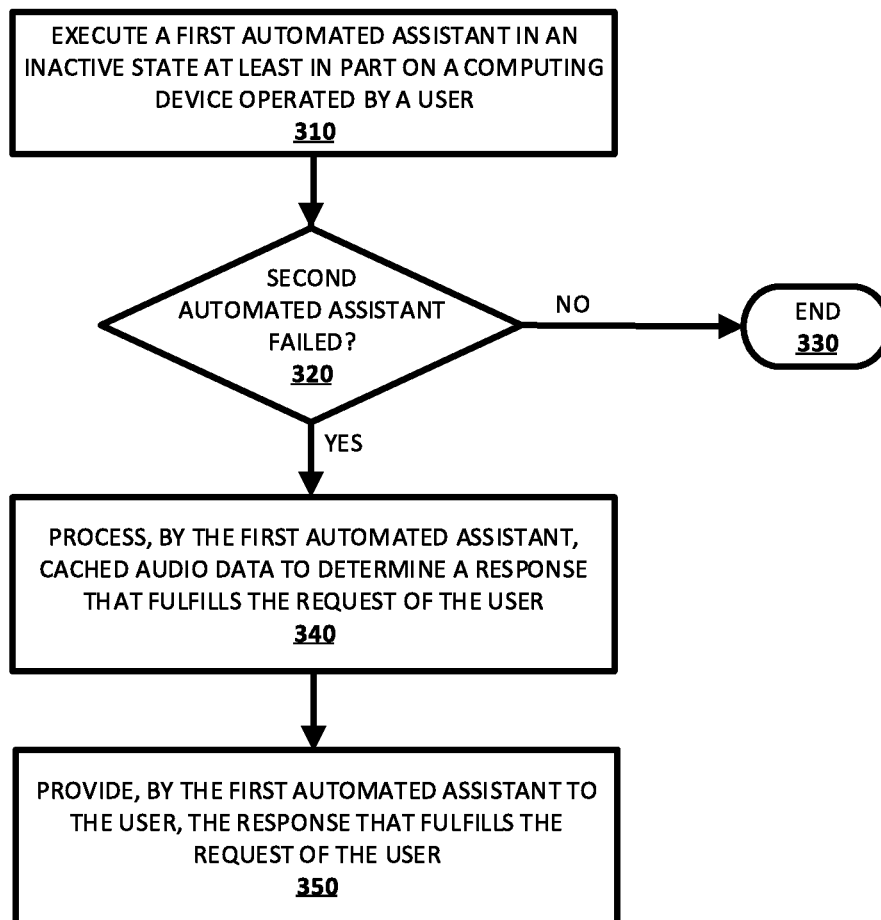 EXECUTE A FIRST AUTOMATED ASSISTANT IN AN
INACTIVE STATE AT LEAST IN PART ON A COMPUTING
DEVICE OPERATED BY A USER
310
SECOND
AUTOMATED ASSISTANT
FAILED?
320
NO
END
330
YES
PROCESS, BY THE FIRST AUTOMATED ASSISTANT,
CACHED AUDIO DATA TO DETERMINE A RESPONSE
THAT FULFILLS THE REQUEST OF THE USER
340
PROVIDE, BY THE FIRST AUTOMATED ASSISTANT TO
THE USER, THE RESPONSE THAT FULFILLS THE
REQUEST OF THE USER
350